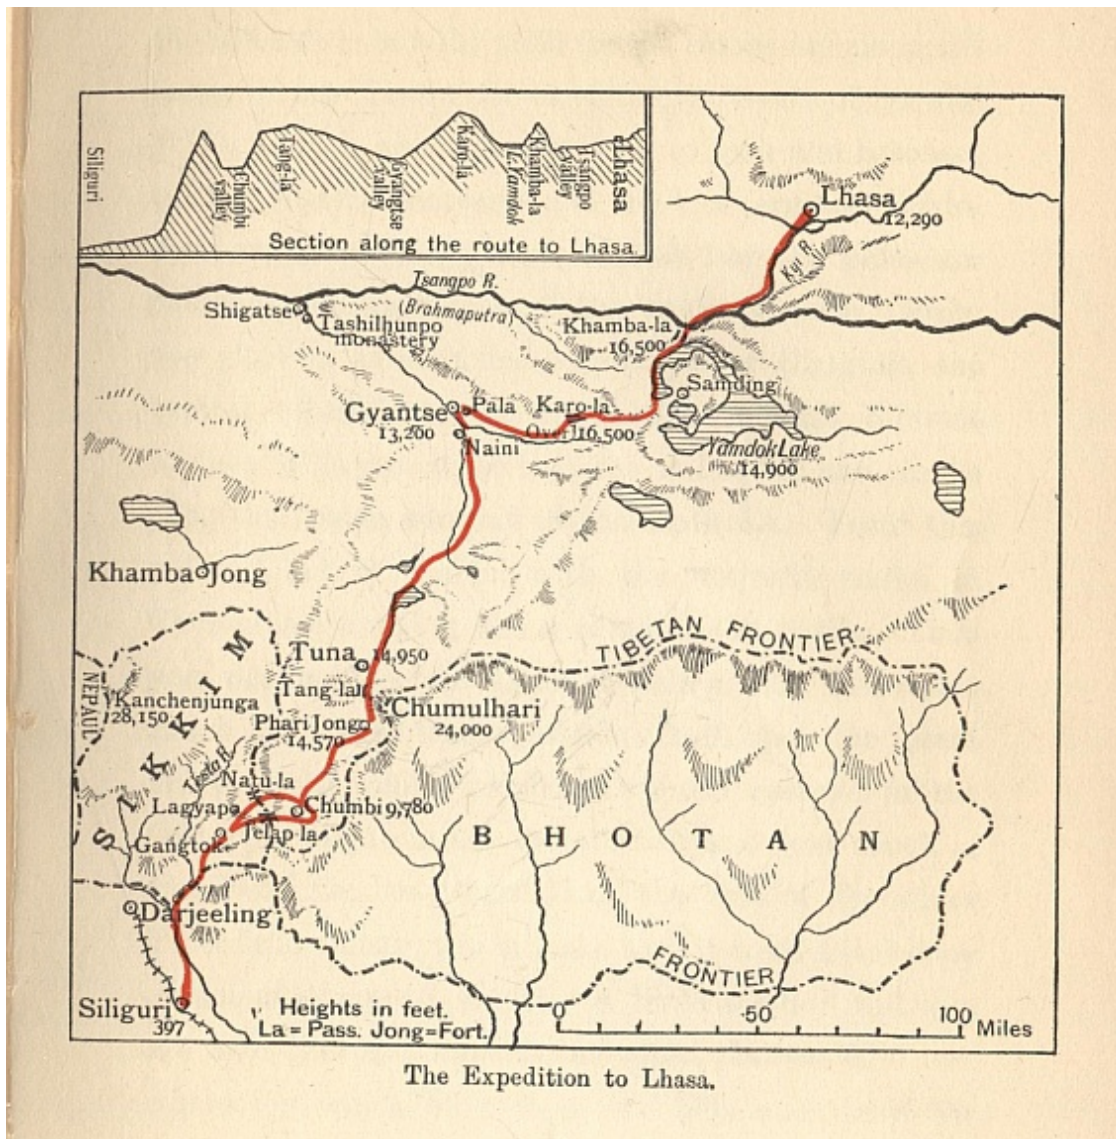 Siliguri
Chumbi
valley
Tang-la
Gyangtse
valley
Karo-la
L. Yamdok
Khamba-la
Tsangpo
valley
Lhasa
Section along the route to Lhasa.
Lhasa
12,290
Kyi R.
Tsangpo R.
(Brahmaputra)
Shigatse
Tashilhunpo
monastery
Khamba-la
16,500
Samding
Gyantse
13,200
Pala
Karo-la
Over 16,500
Naini
Yamdok Lake
14,900
Khamba Jong
TIBETAN FRONTIER
Tuna
14,950
Tang-la
NEPAUL
SIKKIM
Kanchenjunga
28,150
Chumulhari
24,000
Phari Jong
14,570
Testa R.
Natu-la
Lagyap
Chumbi 9,780
Jelap-la
Gangtok
BHOTAN
Darjeeling
FRONTIER
Siliguri
397
Heights in feet.
La = Pass. Jong=Fort.
0 50 100 Miles
The Expedition to Lhasa.